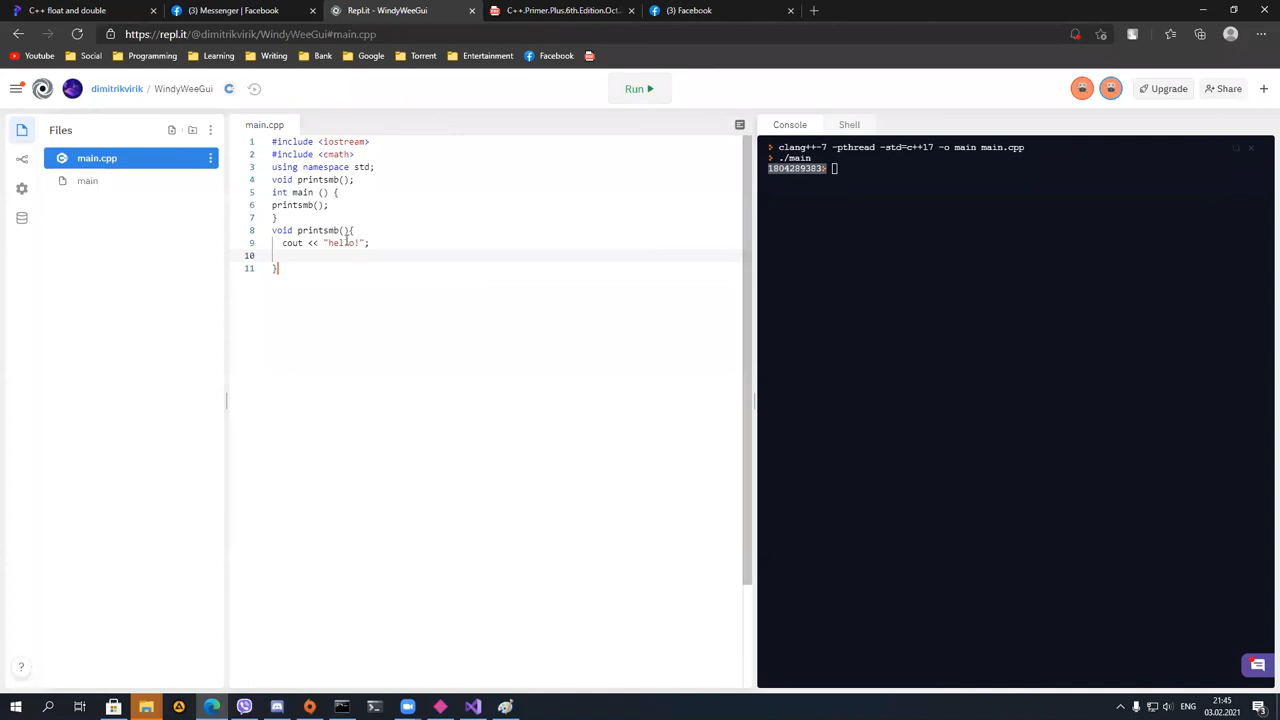 C++ float and double
(3) Messenger | Facebook
Repl.it - WindyWeeGui
C++.Primer.Plus.6th.Edition.Oct.
(3) Facebook
https://repl.it/@dimitrikvirik/WindyWeeGui#main.cpp
Youtube
Social
Programming
Learning
Writing
Google
Torrent
Entertainment
Facebook
dimitrikvirik / WindyWeeGui
Run
Upgrade
Share
Files
main.cpp
main
main.cpp
1 #include <iostream>
2 #include <cmath>
3 using namespace std;
4 void printsmb();
5 int main () {
6 printsmb();
7 }
8 void printsmb(){
9 cout << "hello!";
10
11 }
Console
Shell
clang++-7 -pthread -std=c++17 -o main main.cpp
./main
1804289383
?
ENG
21:45
03.02.2021
3